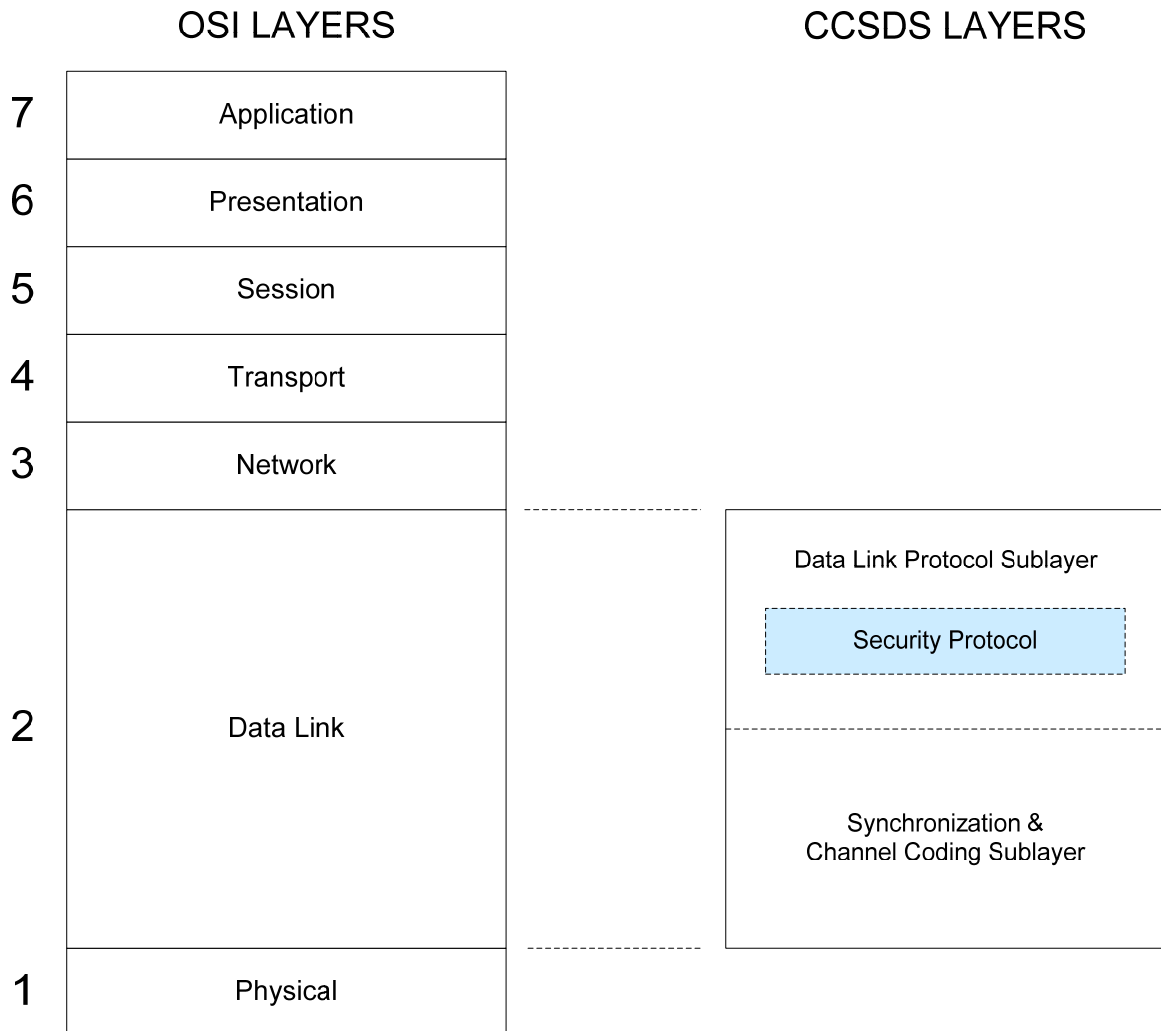 OSI LAYERS
CCSDS LAYERS
7
Application
6
Presentation
5
Session
4
Transport
3
Network
Data Link Protocol Sublayer
Security Protocol
2
Data Link
Synchronization &
Channel Coding Sublayer
1
Physical